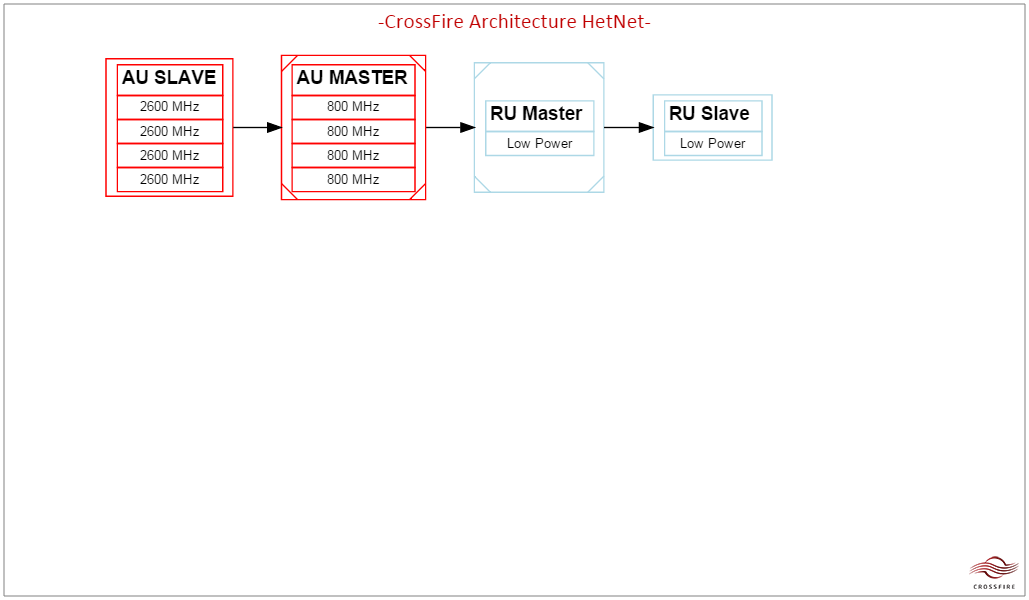 -CrossFire Architecture HetNet-
AU SLAVE
2600 MHz
2600 MHz
2600 MHz
2600 MHz
AU MASTER
800 MHz
800 MHz
800 MHz
800 MHz
RU Master
Low Power
RU Slave
Low Power
CROSSFIRE